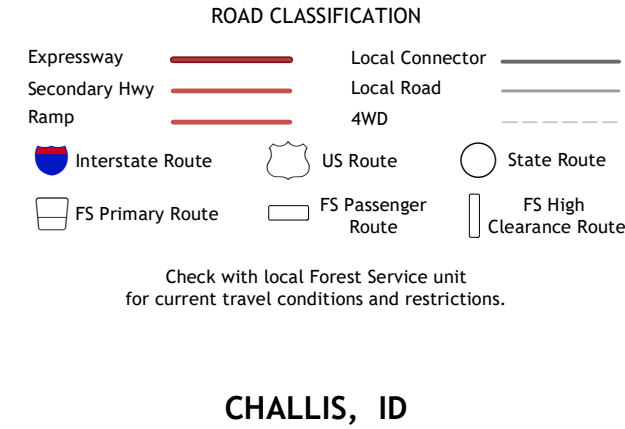 ROAD CLASSIFICATION
Expressway
Local Connector
Secondary Hwy
Local Road
Ramp
4WD
Interstate Route
US Route
State Route
FS Primary Route
FS Passenger
Route
FS High
Clearance Route
Check with local Forest Service unit
for current travel conditions and restrictions.
CHALLIS, ID